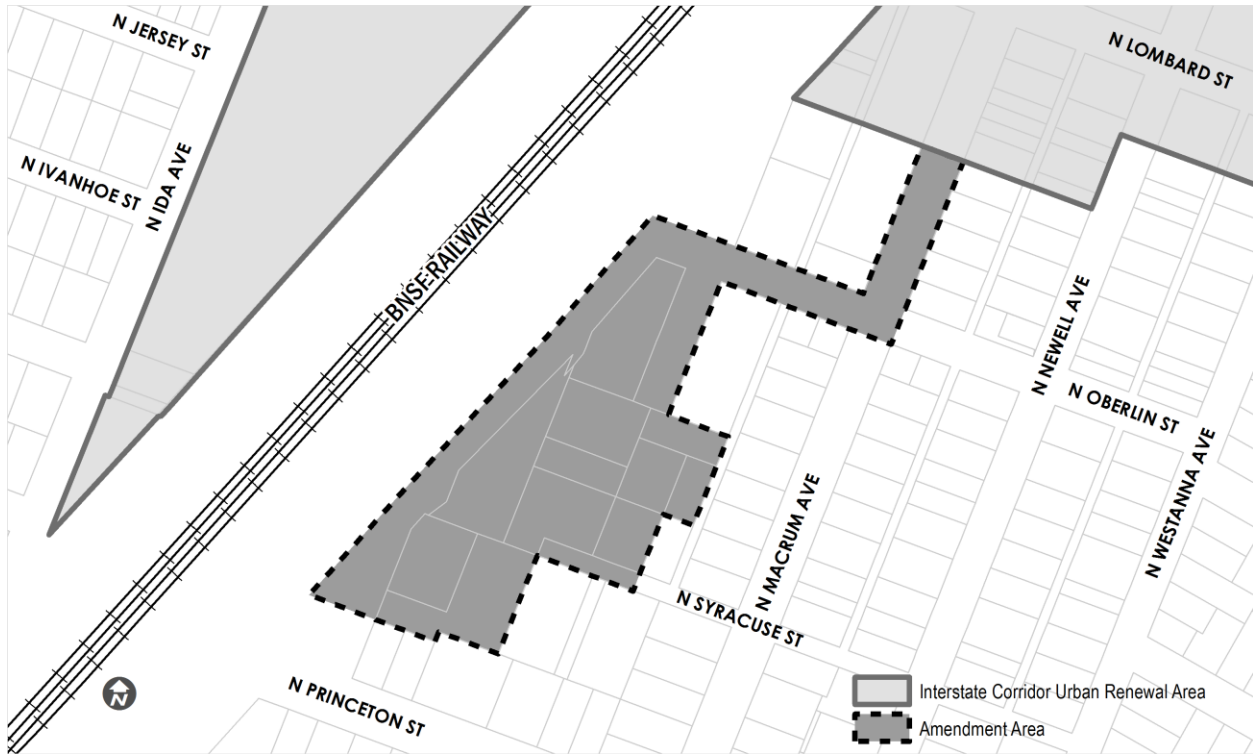 N JERSEY ST
N LOMBARD ST
N IVANHOE ST
N IDA AVE
BNSF RAILWAY
N NEWELL AVE
N OBERLIN ST
N WESTANNA AVE
N MACRUM AVE
N SYRACUSE ST
N PRINCETON ST
N
Interstate Corridor Urban Renewal Area
Amendment Area